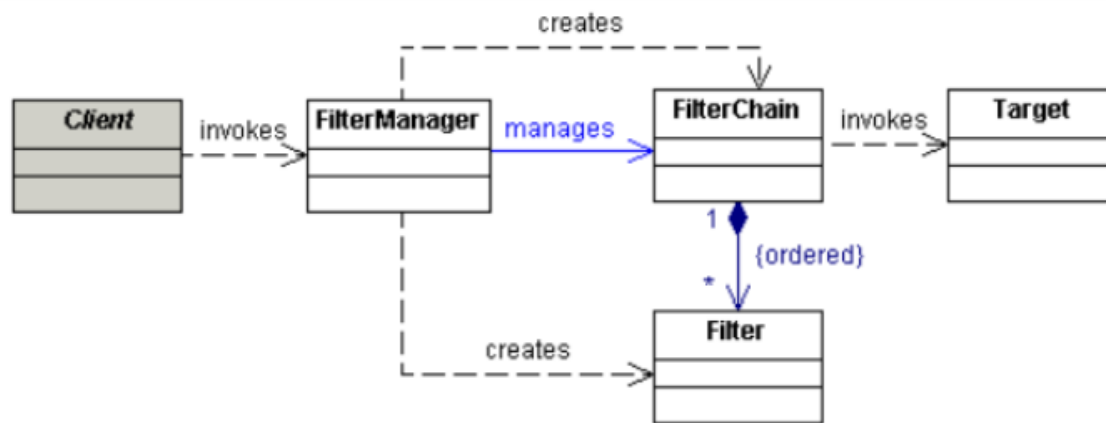 creates
Client
invokes
FilterManager
manages
FilterChain
invokes
Target
1
{ordered}
*
Filter
creates